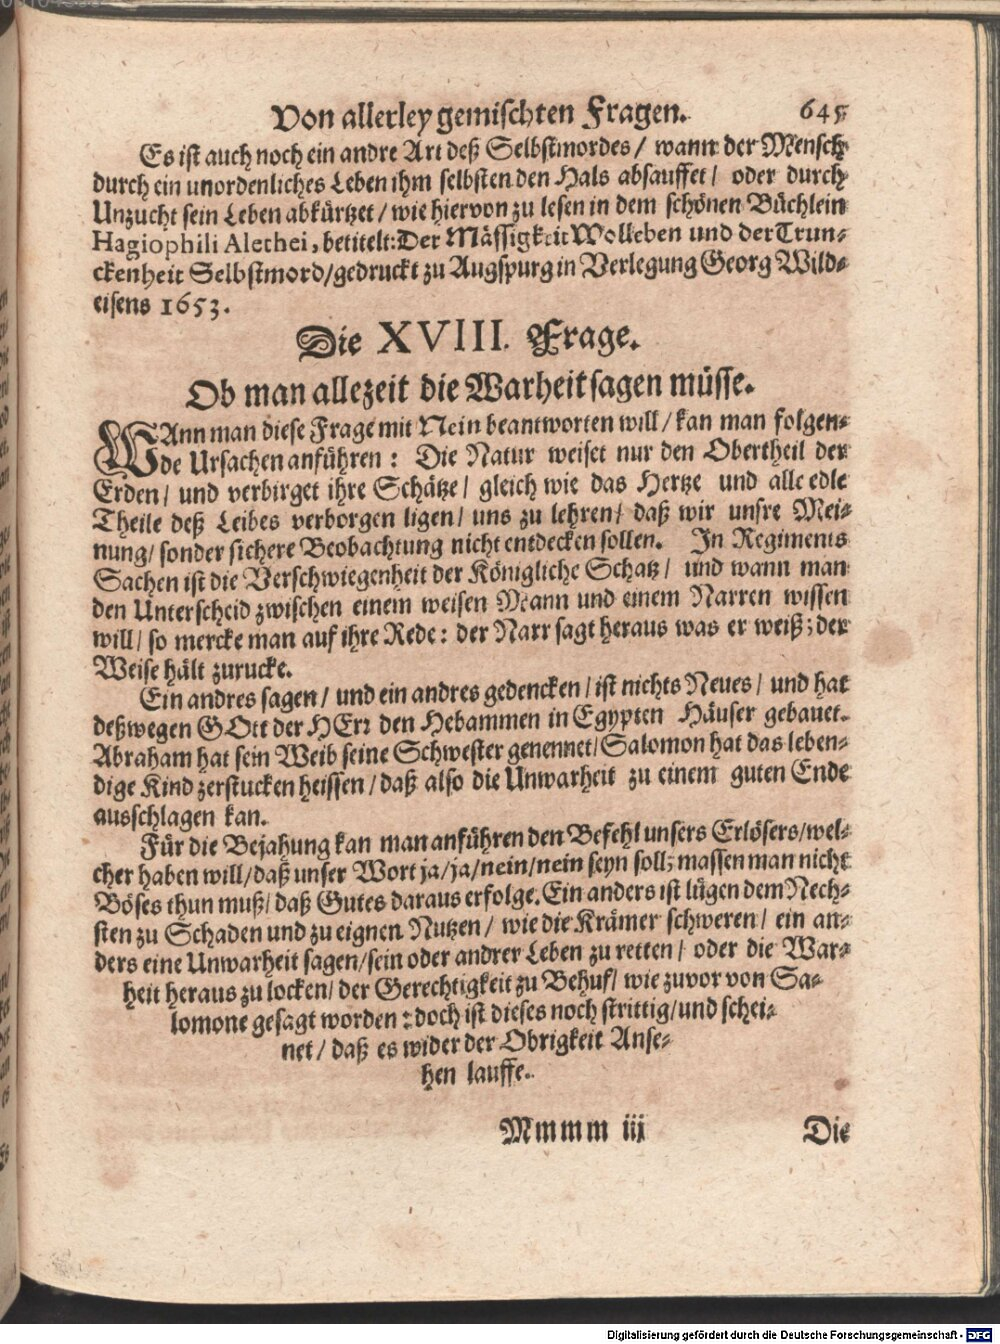 Von allerley gemischten Fragen. 645
Es ist auch noch ein andre Art deß Selbstmordes / wann der Mensch
durch ein unordenliches Leben ihm selbsten den Hals absauffet / oder durch
Unzucht sein Leben abkürtzet / wie hiervon zu lesen in dem schönen Büchlein
Hagiophili Alethei, betitelt: Der Mässigkeit Wolleben und der Trun-
ckenheit Selbstmord / gedruckt zu Augspurg in Verlegung Georg Wild-
eisens 1653.
Die XVIII. Frage.
Ob man allezeit die Warheit sagen müsse.
WAnn man diese Frage mit Nein beantworten will / kan man folgen-
de Ursachen anführen: Die Natur weiset nur den Obertheil der
Erden / und verbirget ihre Schätze / gleich wie das Hertze und alle edle
Theile deß Leibes verborgen ligen / uns zu lehren / daß wir unsre Mei-
nung / sonder sichere Beobachtung nicht entdecken sollen. In Regiments
Sachen ist die Verschwiegenheit der Königliche Schatz / und wann man
den Unterscheid zwischen einem weisen Mann und einem Narren wissen
will / so mercke man auf ihre Rede: der Narr sagt heraus was er weiß; der
Weise hält zurucke.
Ein andres sagen / und ein andres gedencken / ist nichts Neues / und hat
deßwegen GOtt der HErr den Hebammen in Egypten Häuser gebauet.
Abraham hat sein Weib seine Schwester genennet / Salomon hat das leben-
dige Kind zerstucken heissen / daß also die Unwarheit zu einem guten Ende
ausschlagen kan.
Für die Bejahung kan man anführen den Befehl unsers Erlösers / wel-
cher haben will / daß unser Wort ja / ja / nein / nein seyn soll; massen man nicht
Böses thun muß / daß Gutes daraus erfolge. Ein anders ist lügen dem Nech-
sten zu Schaden und zu eignen Nutzen / wie die Krämer schweren / ein an-
ders eine Unwarheit sagen / sein oder andrer Leben zu retten / oder die War-
heit heraus zu locken / der Gerechtigkeit zu Behuf / wie zuvor von Sa-
lomone gesagt worden: doch ist dieses noch strittig / und schei-
net / daß es wider der Obrigkeit Anse-
hen lauffe.
Mmmm iij Die
Digitalisierung gefördert durch die Deutsche Forschungsgemeinschaft - DFG